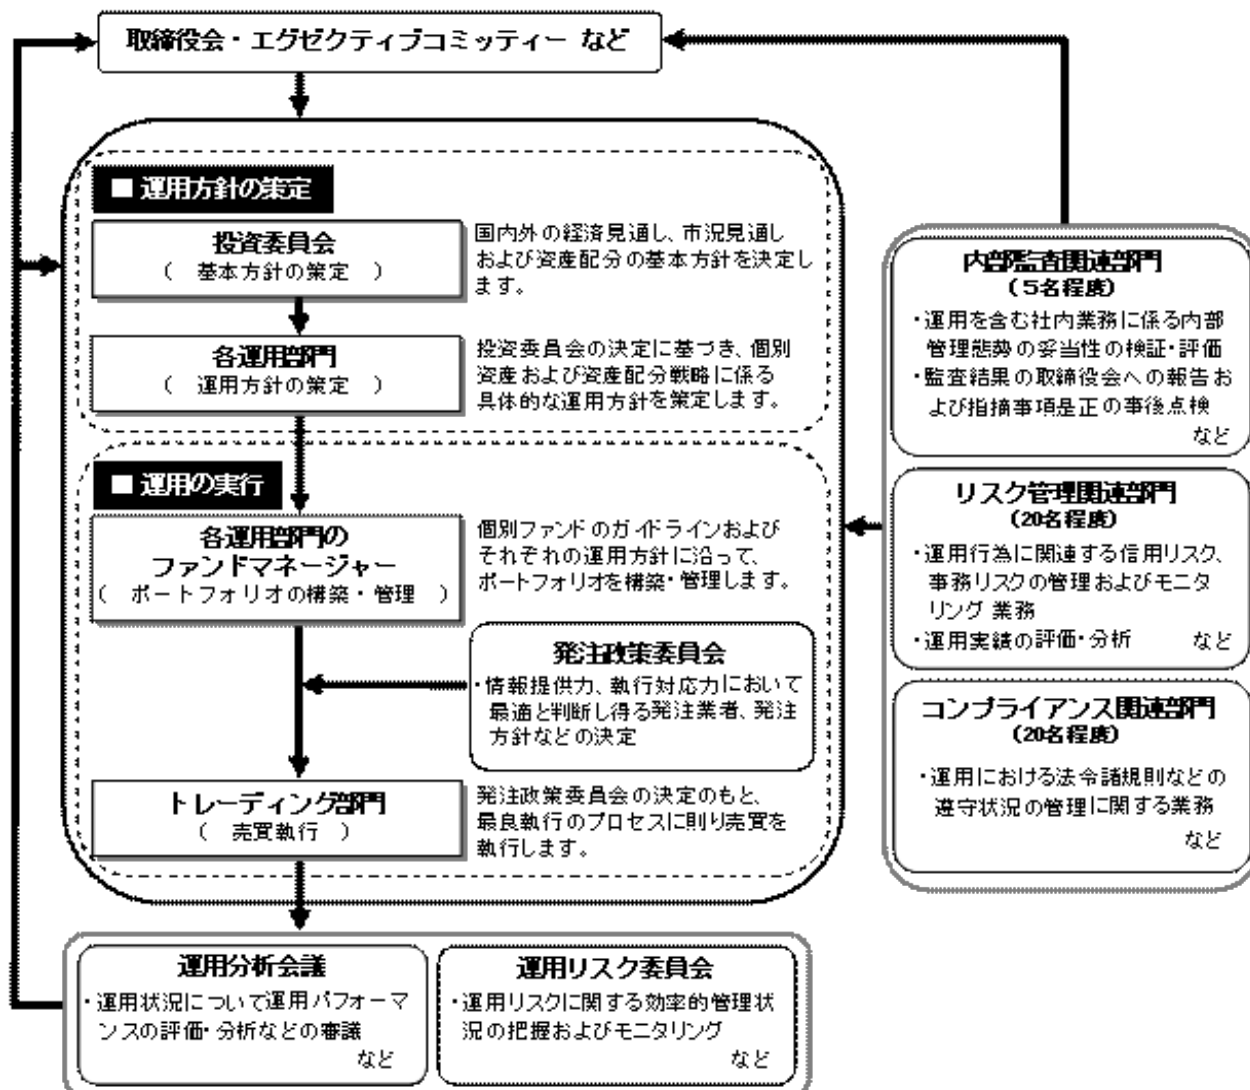 取締役会・エグゼクティブコミッティー など
■ 運用方針の策定
投資委員会
( 基本方針の策定 )
国内外の経済見通し、市況見通し
および資産配分の基本方針を決定し
ます。
各運用部門
( 運用方針の策定 )
投資委員会の決定に基づき、個別
資産および資産配分戦略に係る
具体的な運用方針を策定します。
■ 運用の実行
各運用部門の
ファンドマネージャー
( ポートフォリオの構築・管理 )
個別ファンドのガイドラインおよび
それぞれの運用方針に沿って、
ポートフォリオを構築・管理します。
発注政策委員会
・情報提供力、執行対応力において
最適と判断し得る発注業者、発注
方針などの決定
トレーディング部門
( 売買執行 )
発注政策委員会の決定のもと、
最良執行のプロセスに則り売買を
執行します。
運用分析会議
・運用状況について運用パフォーマ
ンスの評価・分析などの審議
など
運用リスク委員会
・運用リスクに関する効率的管理状
況の把握およびモニタリング
など
内部監査関連部門
(5名程度)
・運用を含む社内業務に係る内部
管理態勢の妥当性の検証・評価
・監査結果の取締役会への報告お
よび指摘事項是正の事後点検
など
リスク管理関連部門
(20名程度)
・運用行為に関連する信用リスク、
事務リスクの管理およびモニタ
リング 業務
・運用実績の評価・分析 など
コンプライアンス関連部門
(20名程度)
・運用における法令諸規則などの
遵守状況の管理に関する業務
など